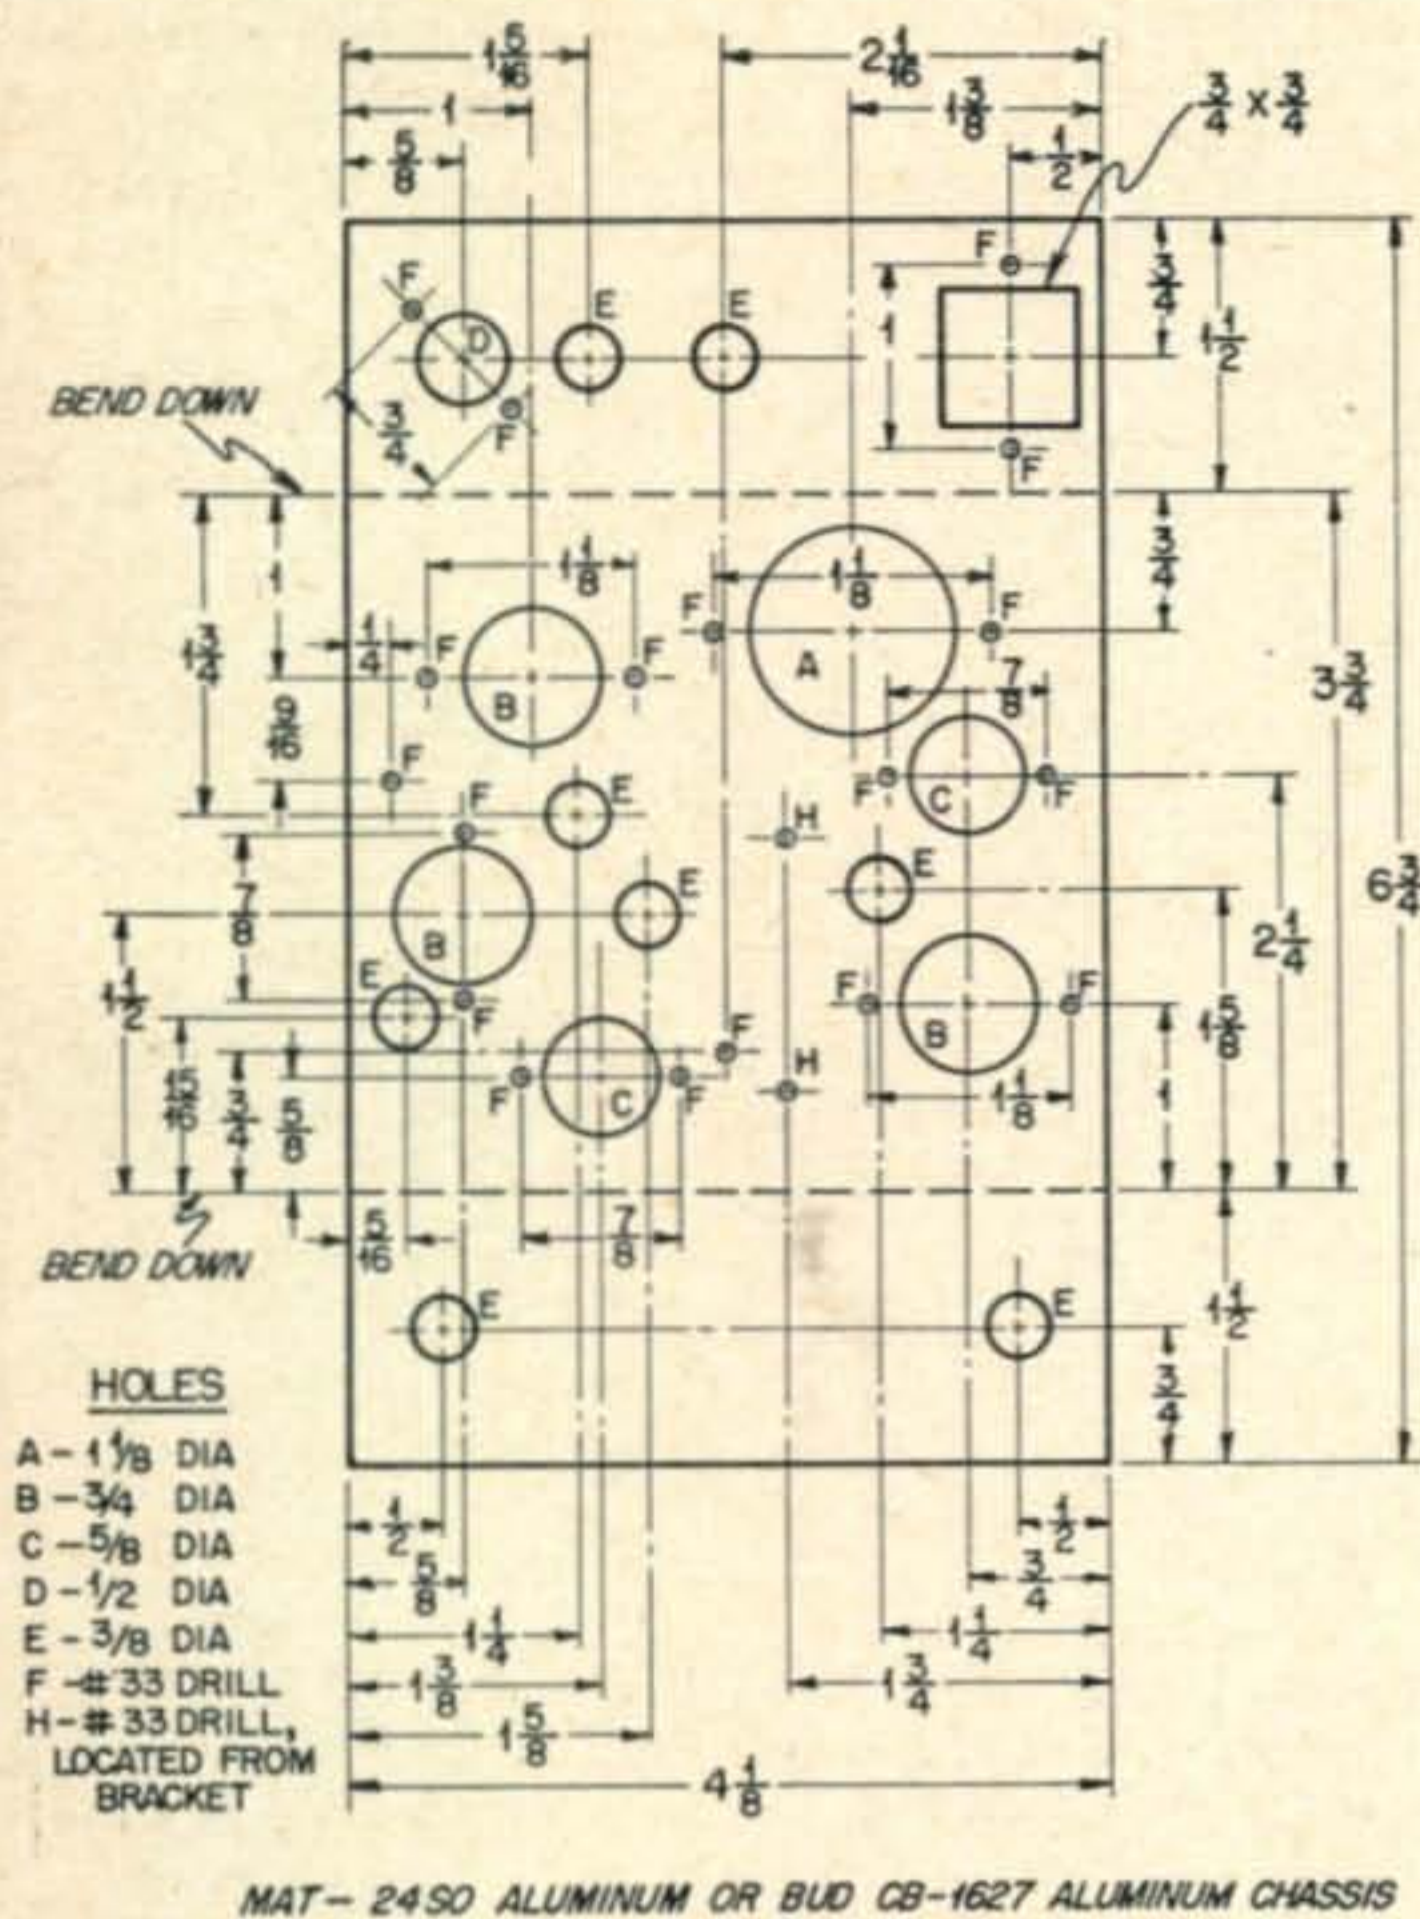 1 5/16
2 1/16
1
1 3/8
3/4 x 3/4
5/8
1/2
F
F
3/4
E
E
D
1
1 1/2
BEND DOWN
3/4
F
F
1 1/8
1 1/8
3/4
1
F
F
1 3/4
1/4
F
F
A
7/8
3 3/4
B
9/16
F
F
E
F
C
F
H
7/8
E
E
6 3/4
B
2 1/4
E
1 1/2
F
F
F
1 5/8
B
F
15/16
3/4
5/8
F
C
F
H
1 1/8
1
5/16
7/8
BEND DOWN
E
E
1 1/2
3/4
HOLES
A - 1 1/8 DIA
B - 3/4 DIA
C - 5/8 DIA
D - 1/2 DIA
E - 3/8 DIA
F - # 33 DRILL
H - # 33 DRILL,
LOCATED FROM
BRACKET
1/2
1/2
5/8
3/4
1 1/4
1 1/4
1 3/8
1 3/4
1 5/8
4 1/8
MAT - 24SO ALUMINUM OR BUD CB-1627 ALUMINUM CHASSIS